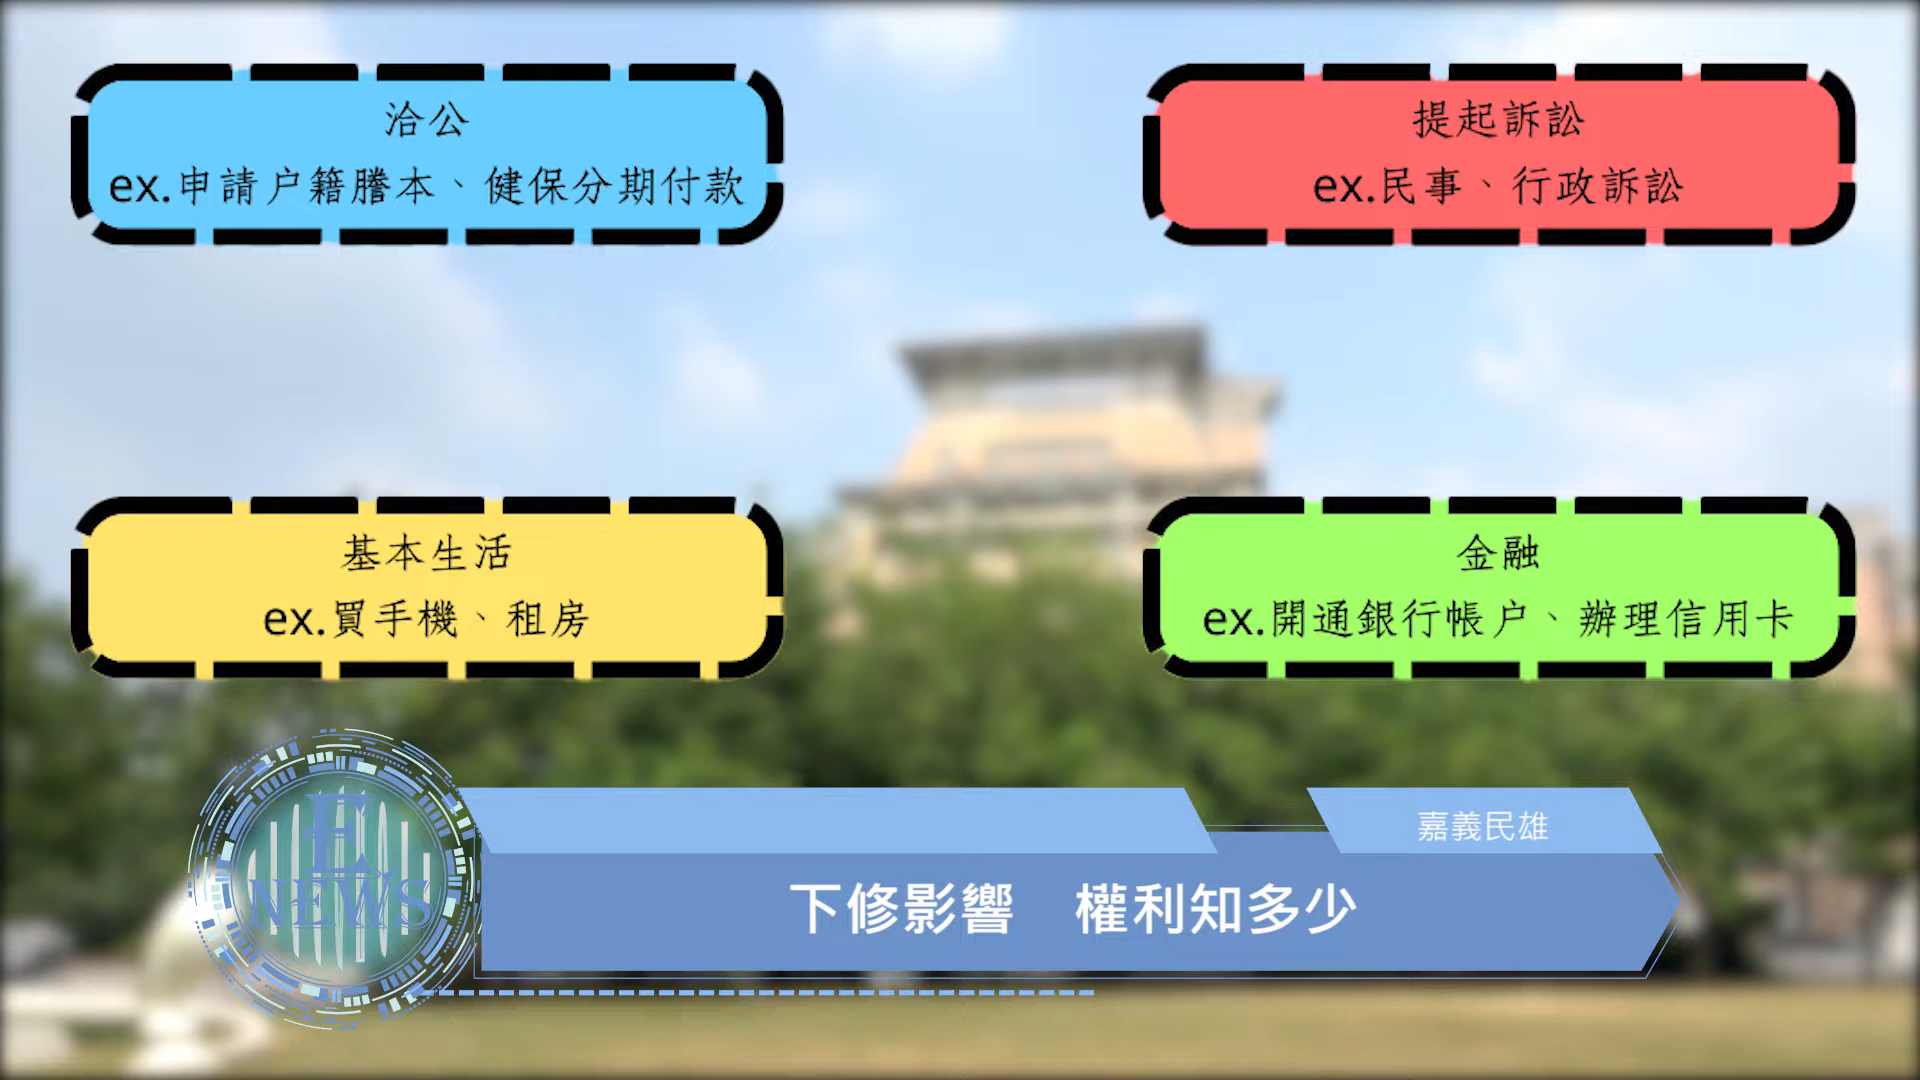 洽公
ex.申請户籍謄本、健保分期付款
提起訴訟
ex.民事、行政訴訟
基本生活
ex.買手機、租房
金融
ex.開通銀行帳户、辦理信用卡
E
NEWS
嘉義民雄
下修影響 權利知多少